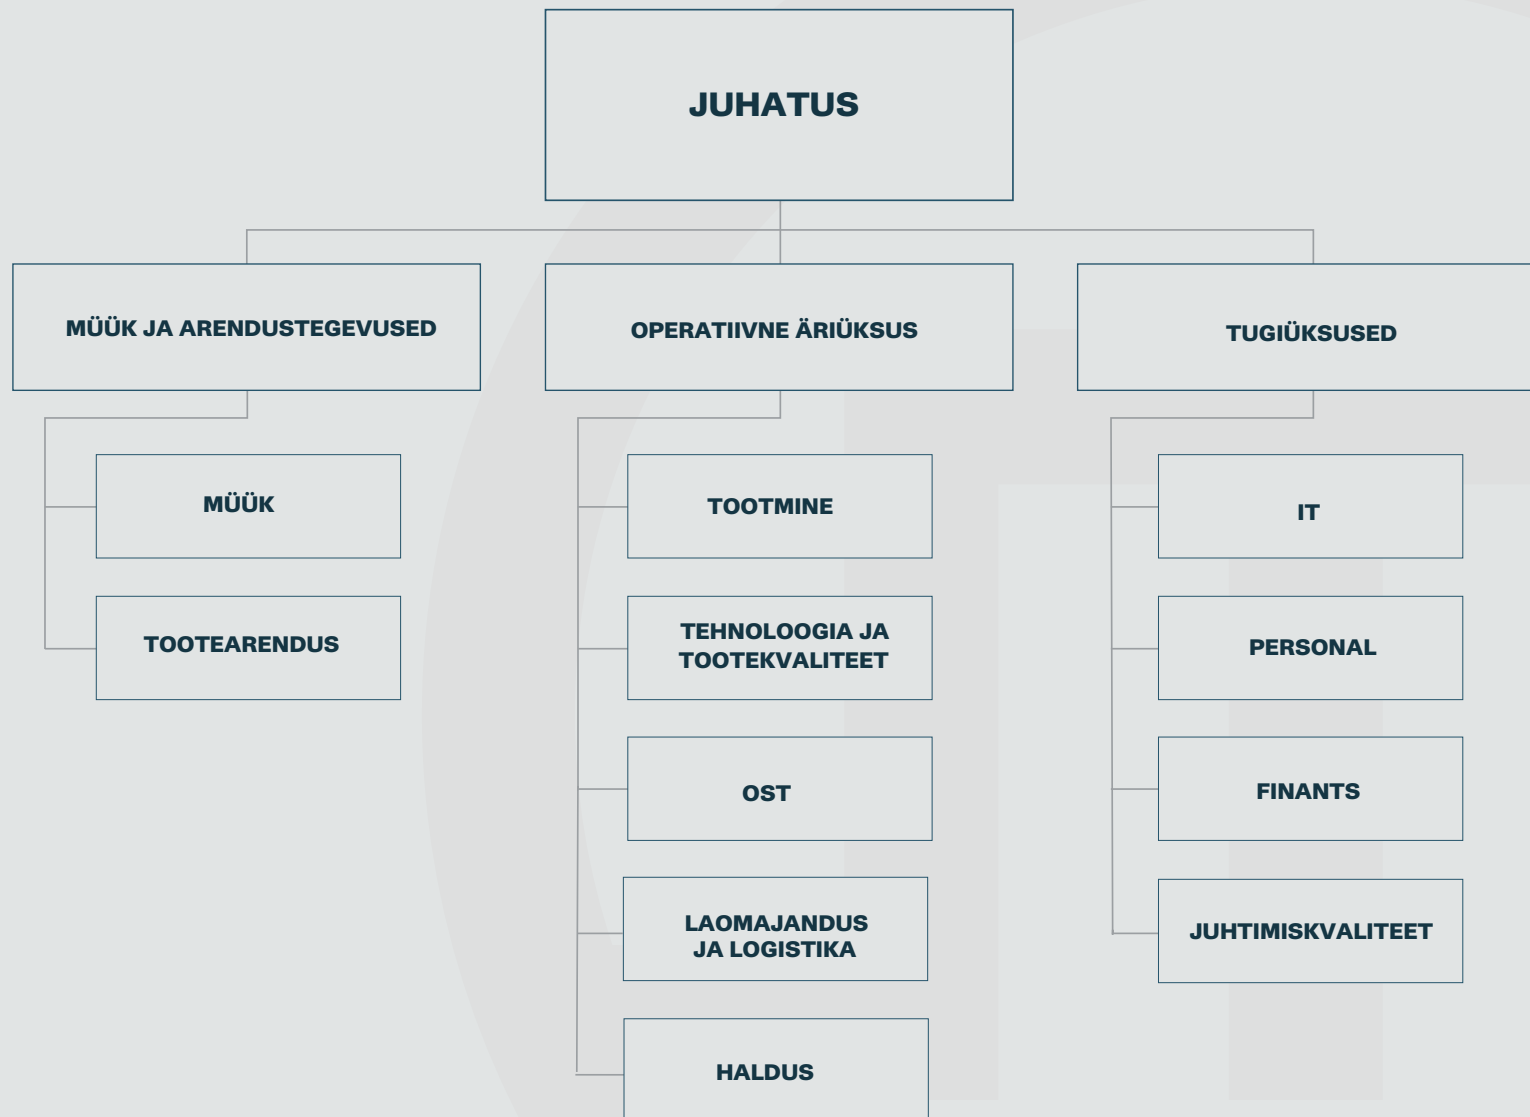 JUHATUS
MÜÜK JA ARENDUSTEGEVUSED
OPERATIIVNE ÄRIÜKSUS
TUGIÜKSUSED
MÜÜK
TOOTEARENDUS
TOOTMINE
TEHNOLOOGIA JA
TOOTEKVALITEET
OST
LAOMAJANDUS
JA LOGISTIKA
HALDUS
IT
PERSONAL
FINANTS
JUHTIMISKVALITEET